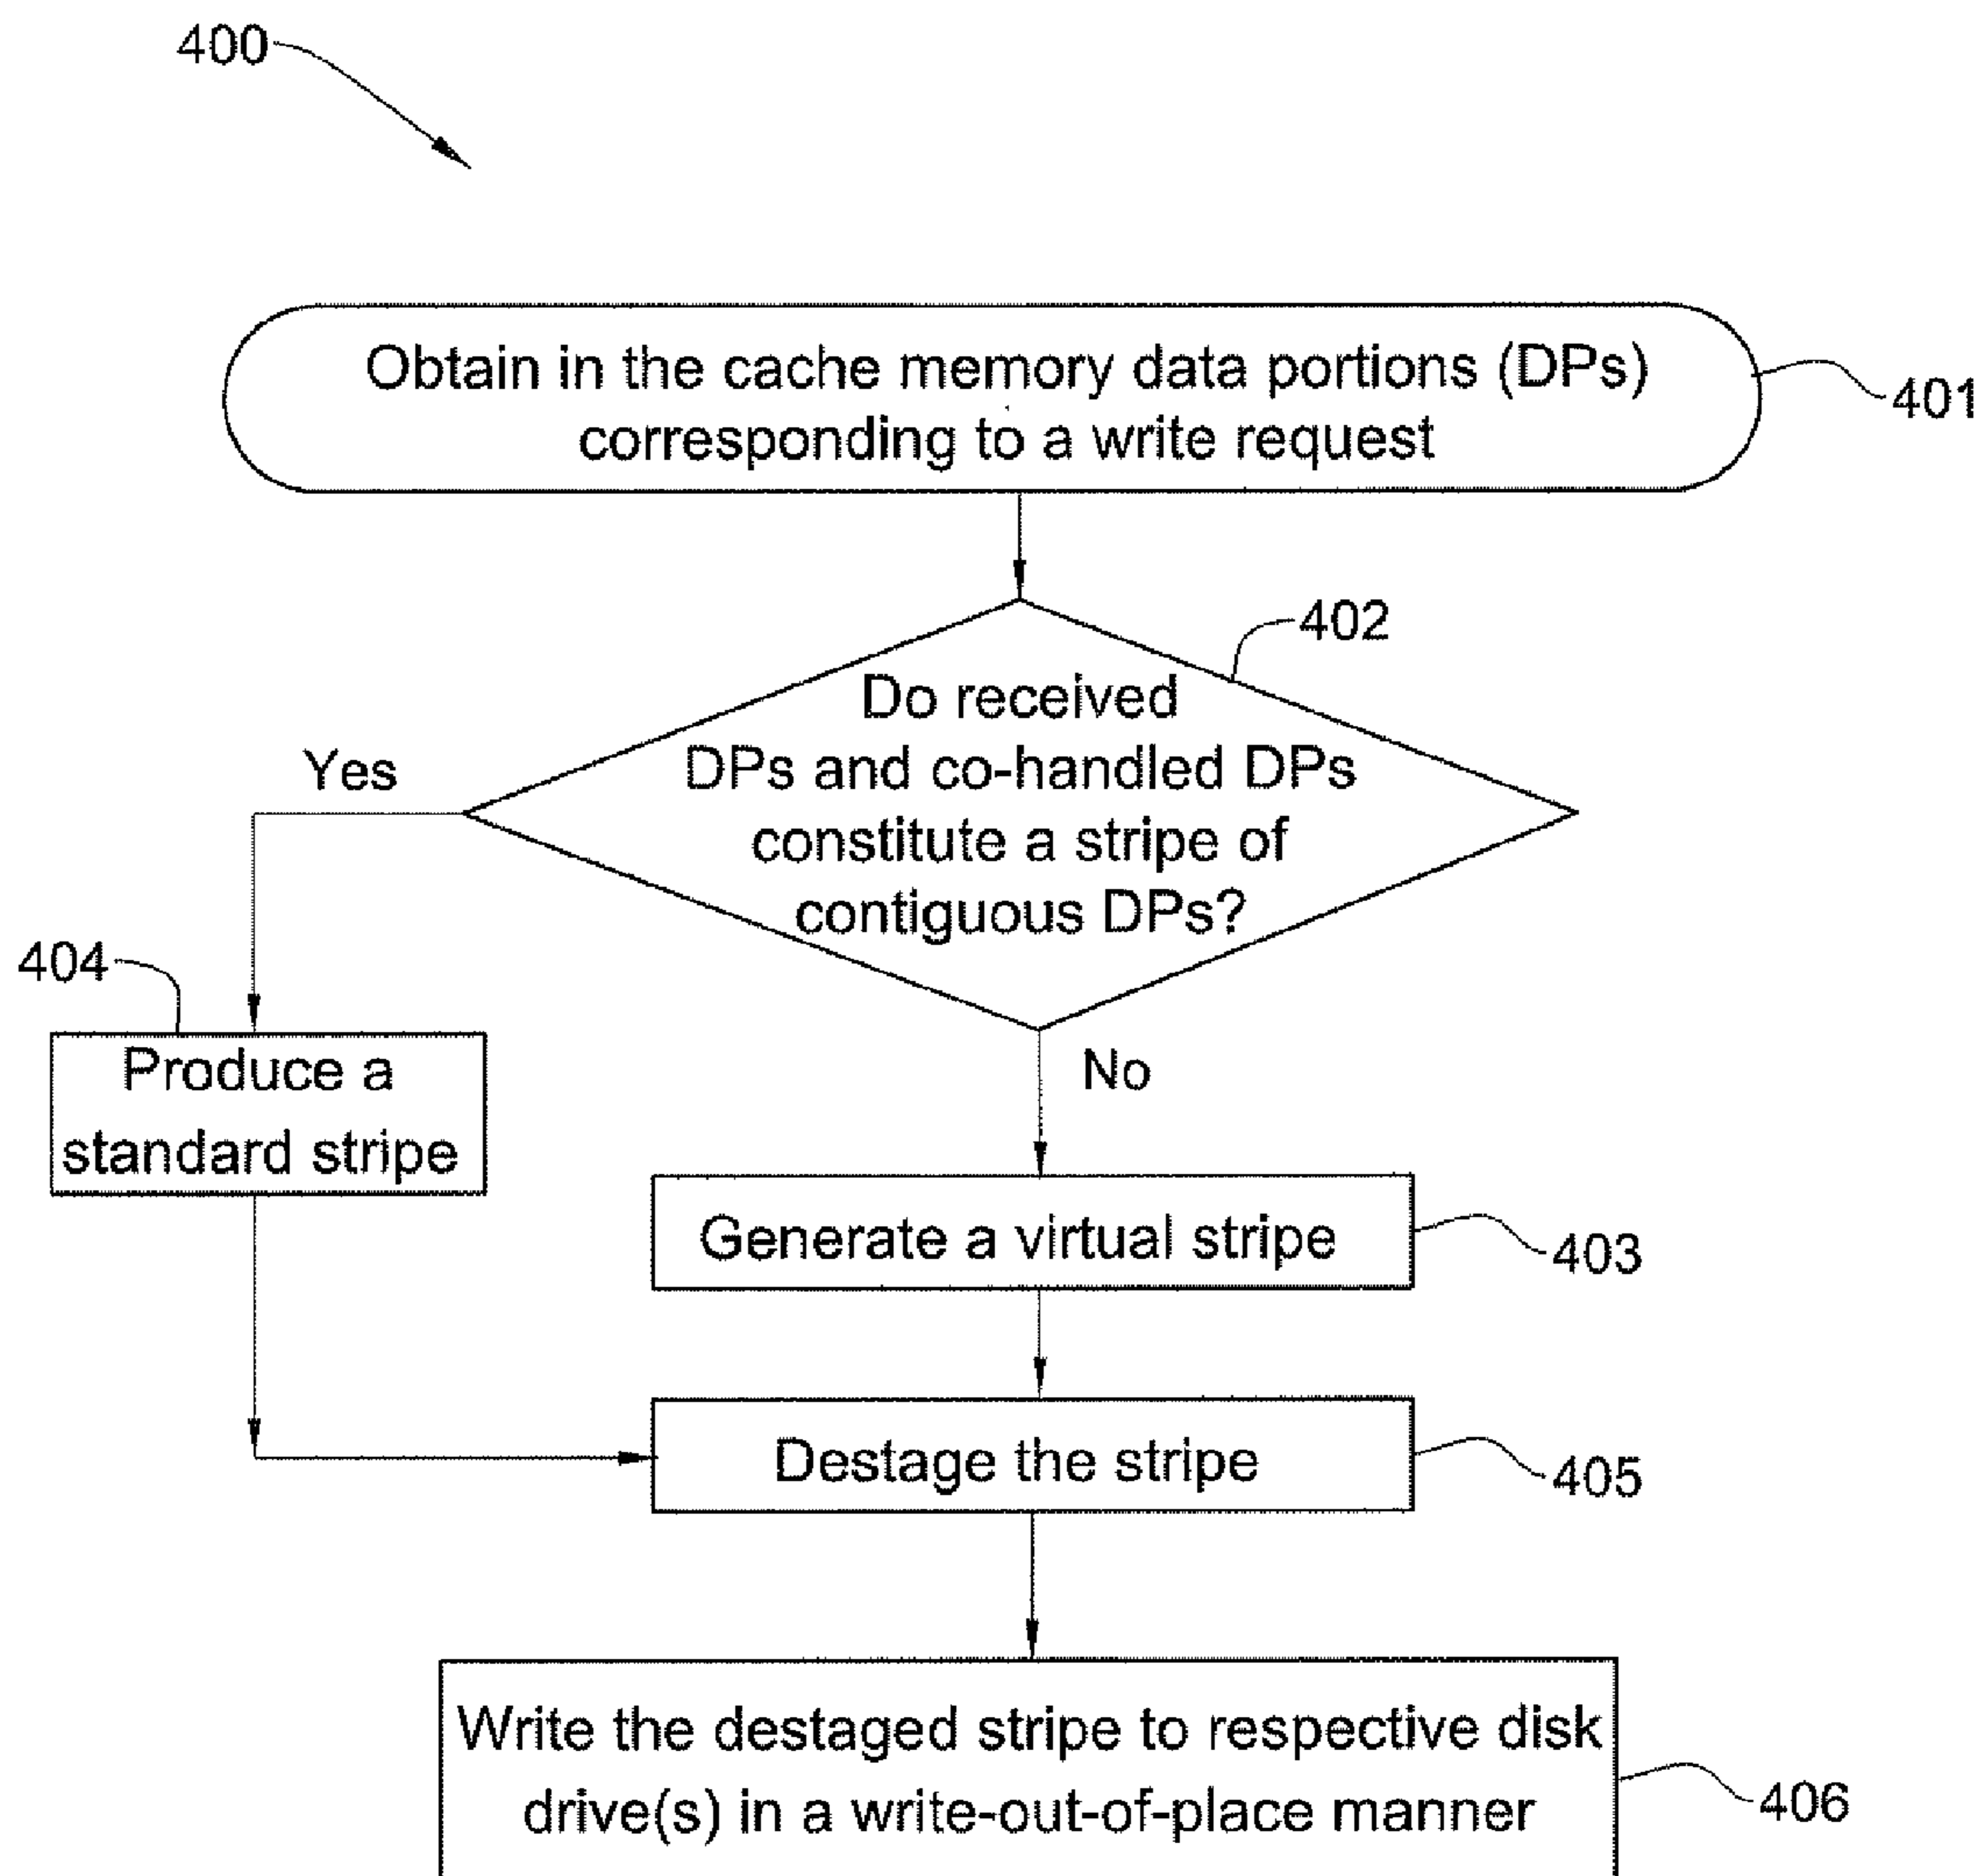 400
Obtain in the cache memory data portions (DPs)
corresponding to a write request
401
402
Do received
DPs and co-handled DPs
constitute a stripe of
contiguous DPs?
Yes
404
Produce a
standard stripe
No
Generate a virtual stripe
403
Destage the stripe
405
Write the destaged stripe to respective disk
drive(s) in a write-out-of-place manner
406